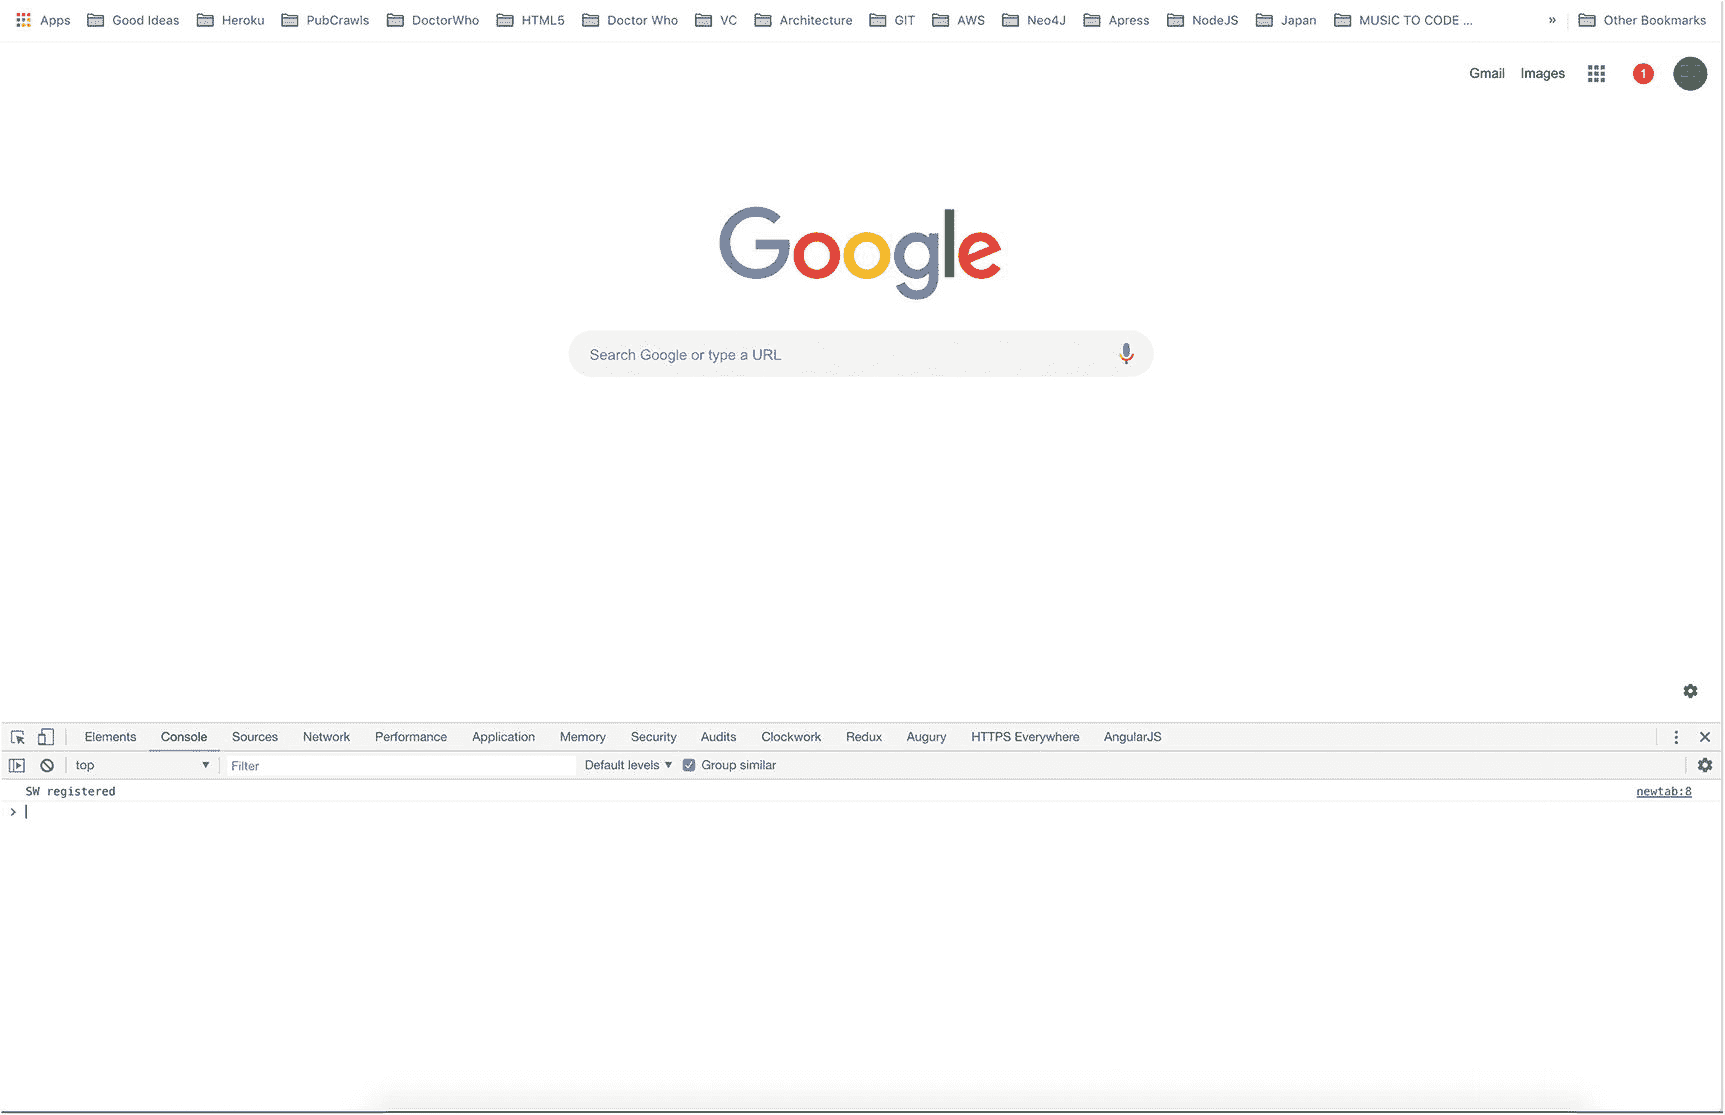 Apps Good Ideas Heroku PubCrawls DoctorWho HTML5 Doctor Who VC Architecture GIT AWS Neo4J Apress NodeJS Japan MUSIC TO CODE ... » Other Bookmarks
Gmail Images 1
Google
Search Google or type a URL
Elements Console Sources Network Performance Application Memory Security Audits Clockwork Redux Augury HTTPS Everywhere AngularJS
top Filter Default levels Group similar
SW registered newtab:8
>